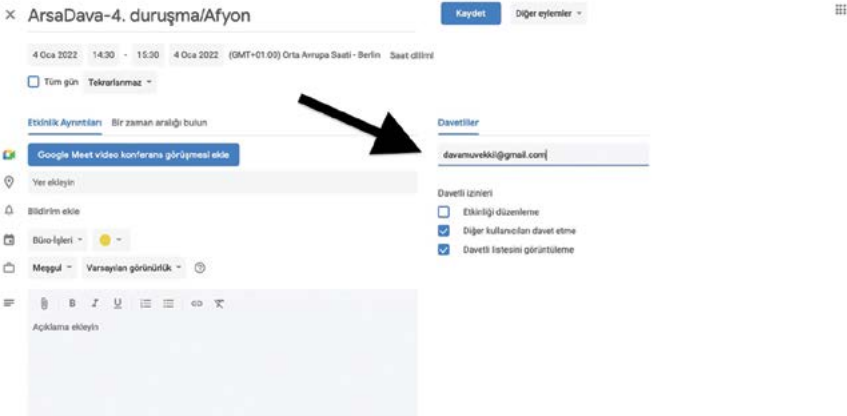 ArsaDava-4. duruşma/Afyon
Kaydet Diğer eylemler
4 Oca 2022 14:30 - 15:30 4 Oca 2022 (GMT+01:00) Orta Avrupa Saati - Berlin Saat dilimi
Tüm gün Tekrarlanmaz
Etkinlik Ayrıntıları Bir zaman aralığı bulun
Davetliler
Google Meet video konferans görüşmesi ekle
davamuvekkil@gmail.com
Yer ekleyin
Davetli izinleri
Bildirim ekle
Etkinliği düzenleme
Diğer kullanıcıları davet etme
Büro-İşleri
Davetli listesini görüntüleme
Meşgul Varsayılan görünürlük
B I U
Açıklama ekleyin